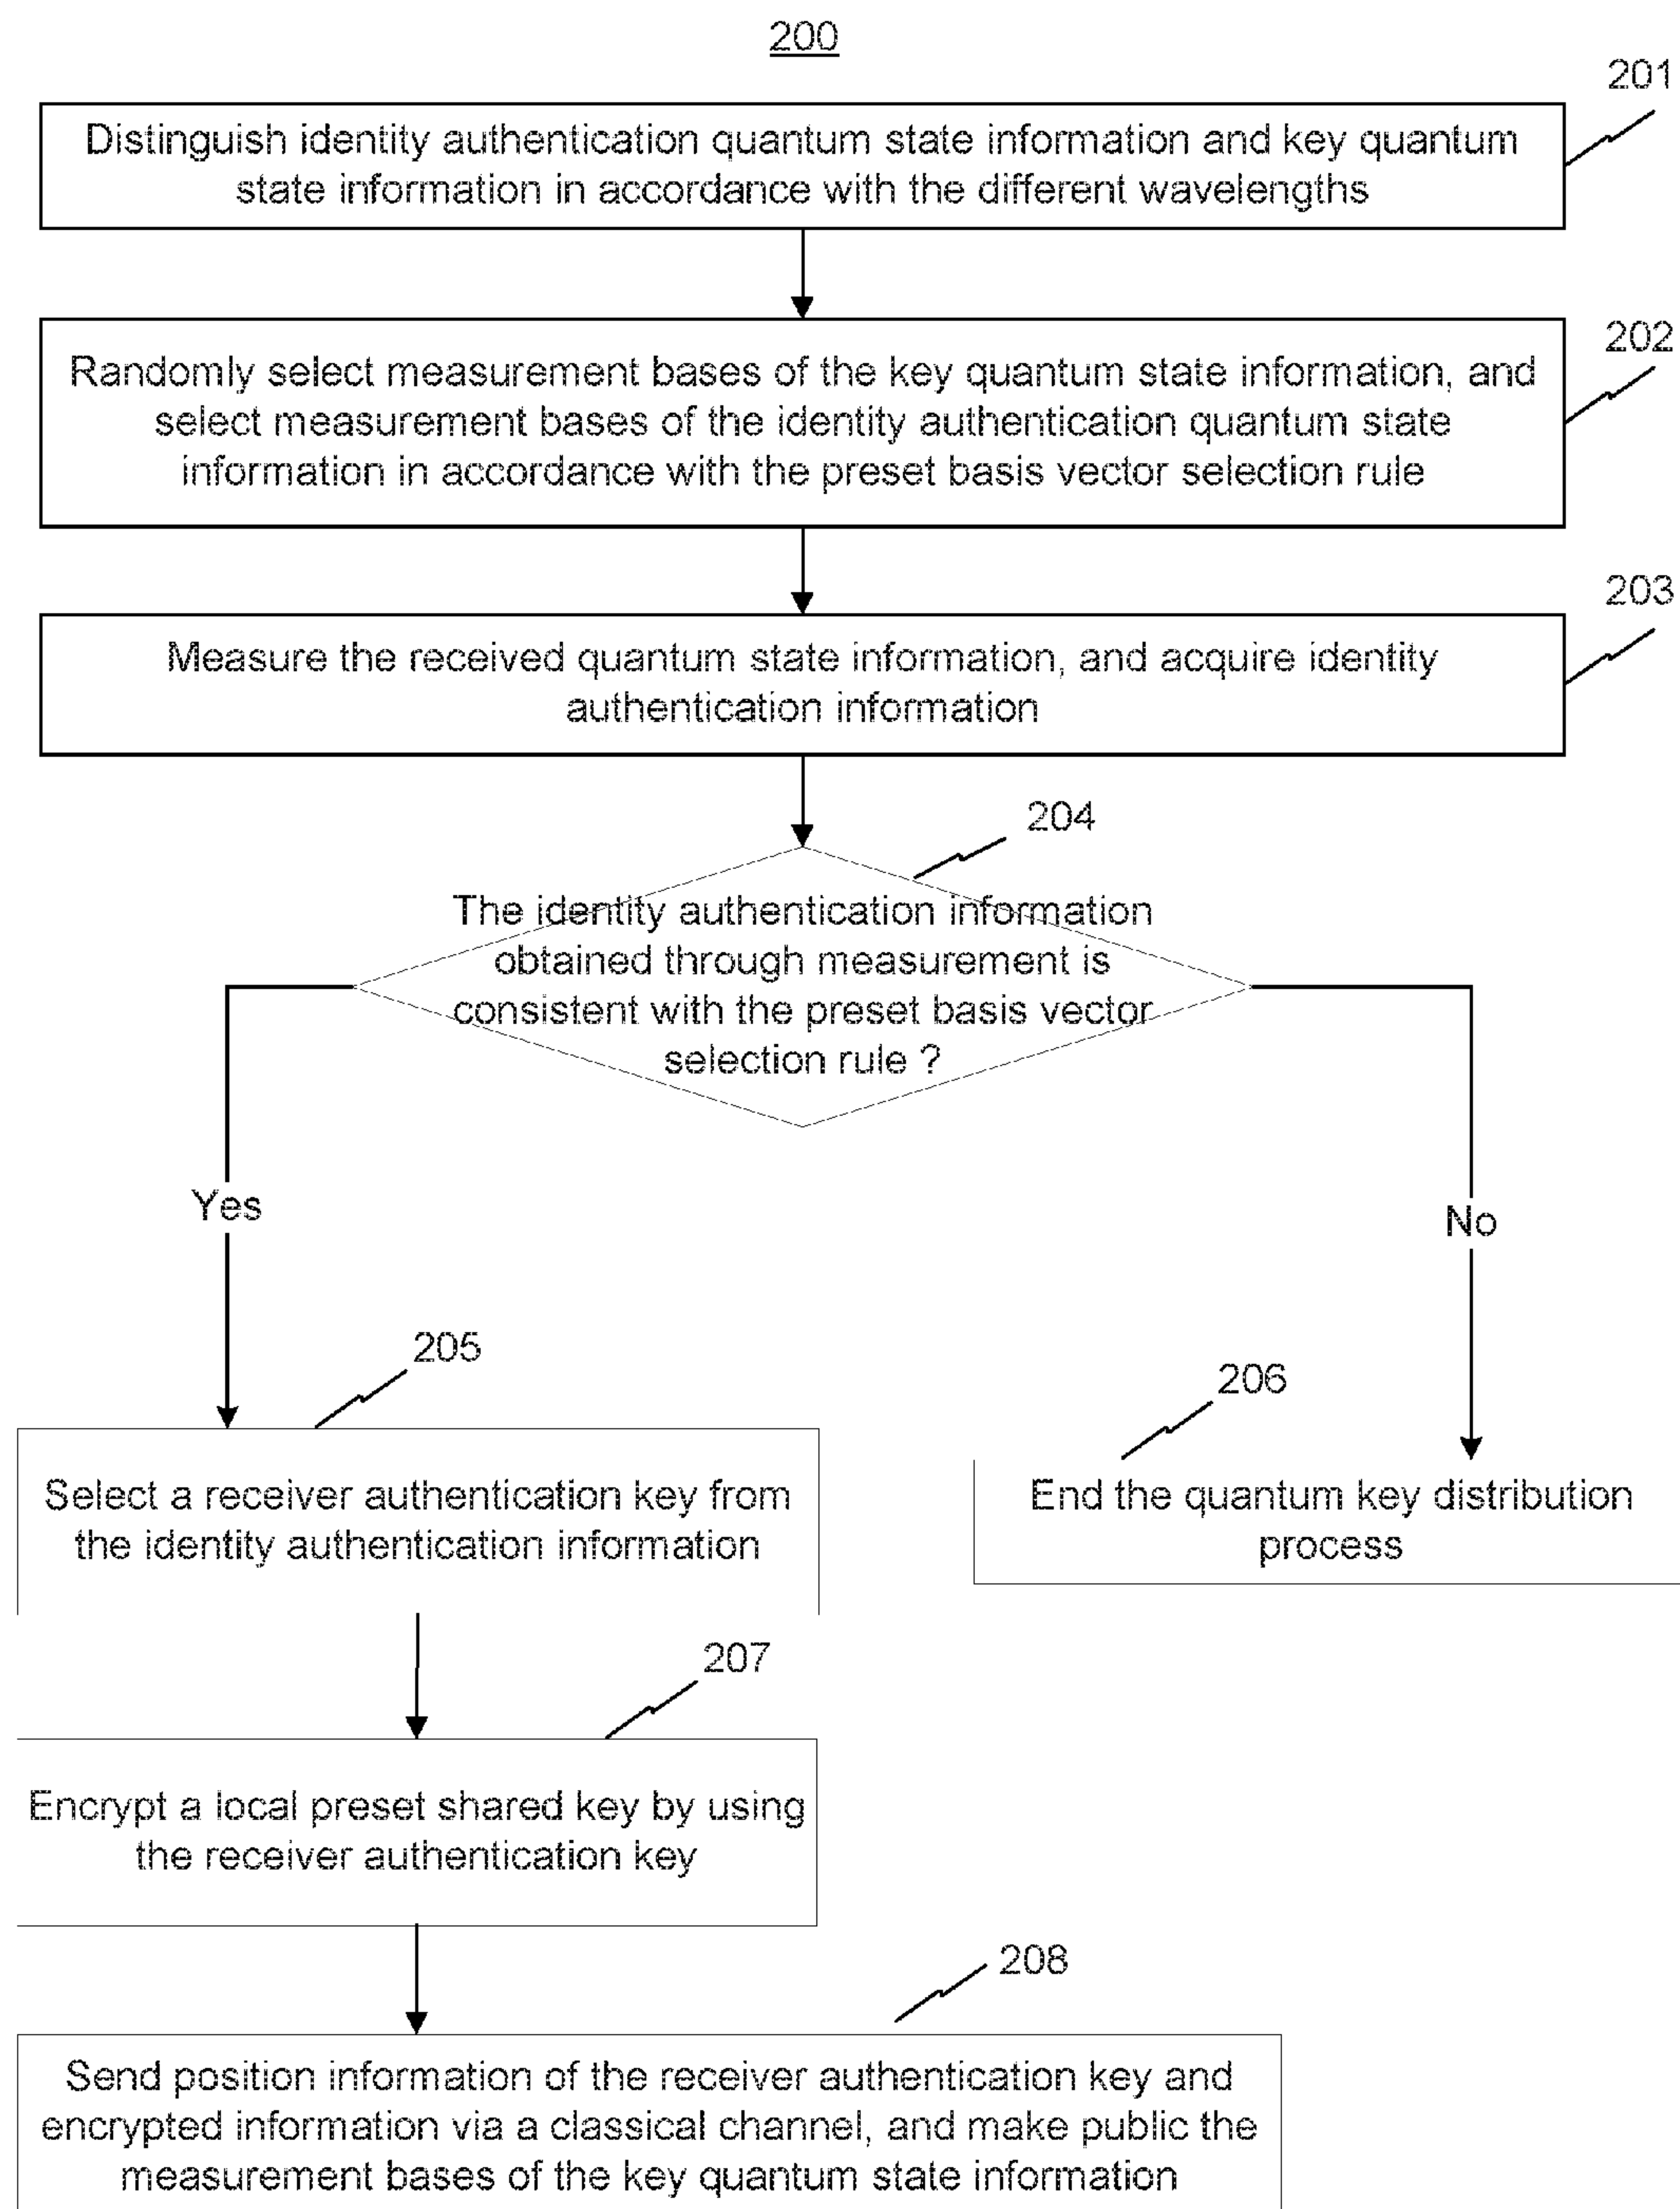 200
201
Distinguish identity authentication quantum state information and key quantum
state information in accordance with the different wavelengths
202
Randomly select measurement bases of the key quantum state information, and
select measurement bases of the identity authentication quantum state
information in accordance with the preset basis vector selection rule
203
Measure the received quantum state information, and acquire identity
authentication information
204
The identity authentication information
obtained through measurement is
consistent with the preset basis vector
selection rule ?
Yes
No
205
Select a receiver authentication key from
the identity authentication information
206
End the quantum key distribution
process
207
Encrypt a local preset shared key by using
the receiver authentication key
208
Send position information of the receiver authentication key and
encrypted information via a classical channel, and make public the
measurement bases of the key quantum state information